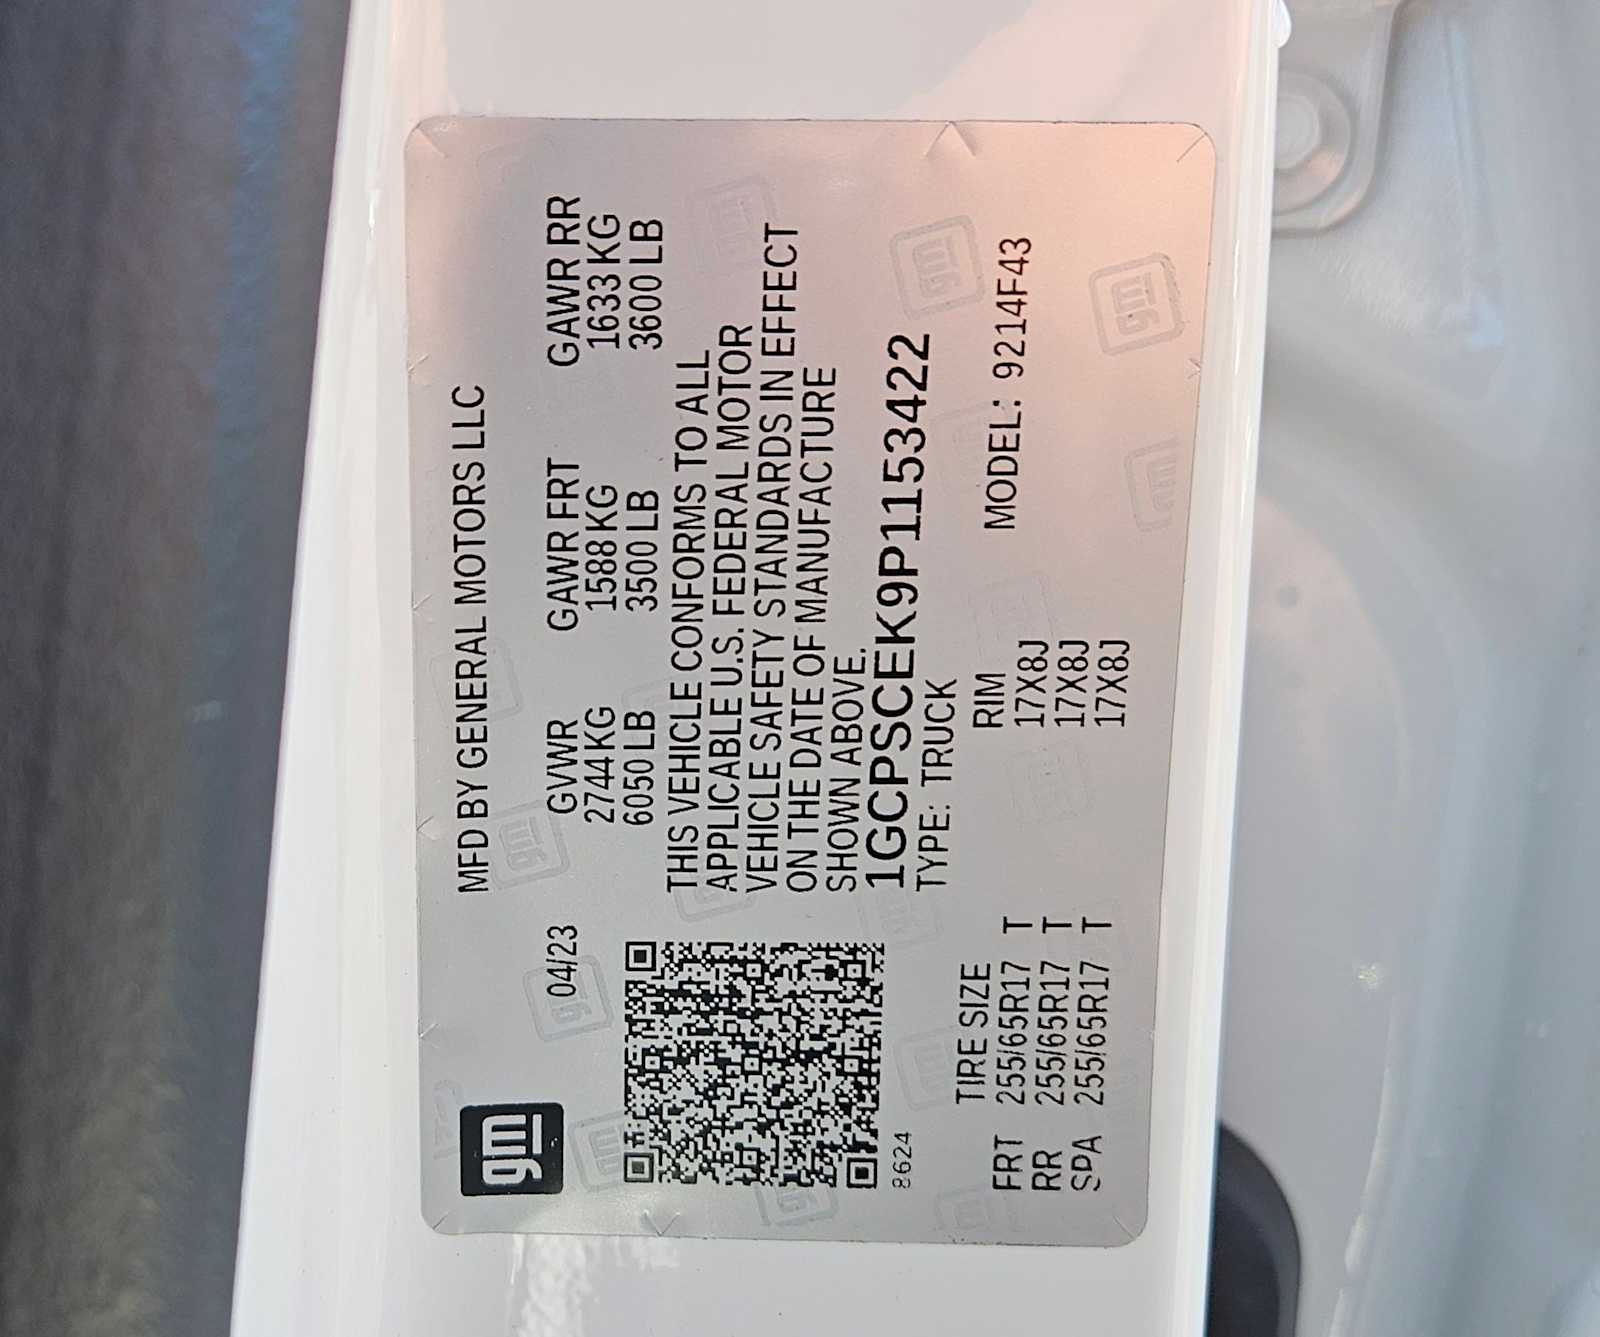 gm
MFD BY GENERAL MOTORS LLC
04/23
GVWR GAWR FRT GAWR RR
2744 KG 1588 KG 1633 KG
6050 LB 3500 LB 3600 LB
THIS VEHICLE CONFORMS TO ALL
APPLICABLE U.S. FEDERAL MOTOR
VEHICLE SAFETY STANDARDS IN EFFECT
ON THE DATE OF MANUFACTURE
SHOWN ABOVE.
1GCPSCEK9P1153422
8624
TYPE: TRUCK
TIRE SIZE RIM MODEL: 9214F43
FRT 255/65R17 T 17X8J
RR 255/65R17 T 17X8J
SPA 255/65R17 T 17X8J